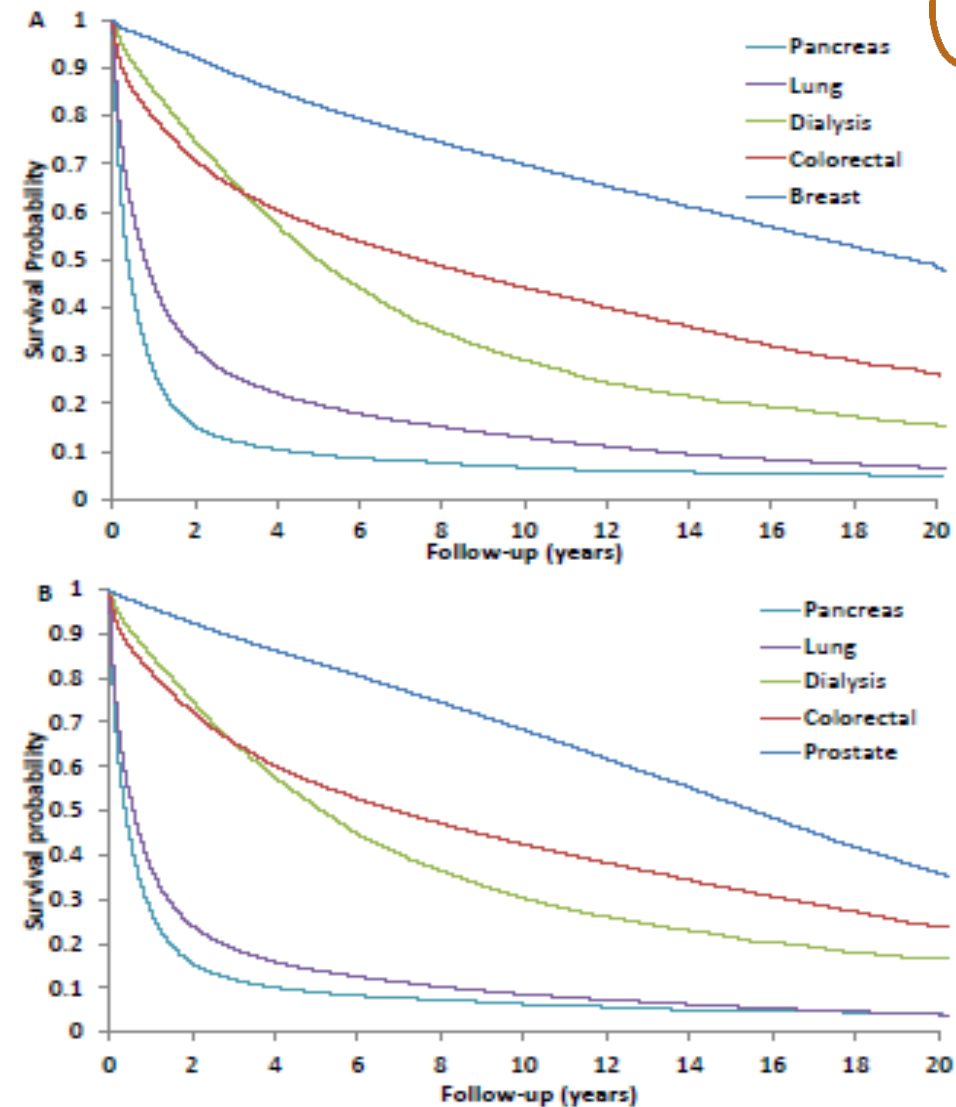 A
1
0.9
0.8
0.7
0.6
0.5
0.4
0.3
0.2
0.1
0
Survival Probability
Pancreas
Lung
Dialysis
Colorectal
Breast
0 2 4 6 8 10 12 14 16 18 20
Follow-up (years)
B
1
0.9
0.8
0.7
0.6
0.5
0.4
0.3
0.2
0.1
0
Survival probability
Pancreas
Lung
Dialysis
Colorectal
Prostate
0 2 4 6 8 10 12 14 16 18 20
Follow-up (years)